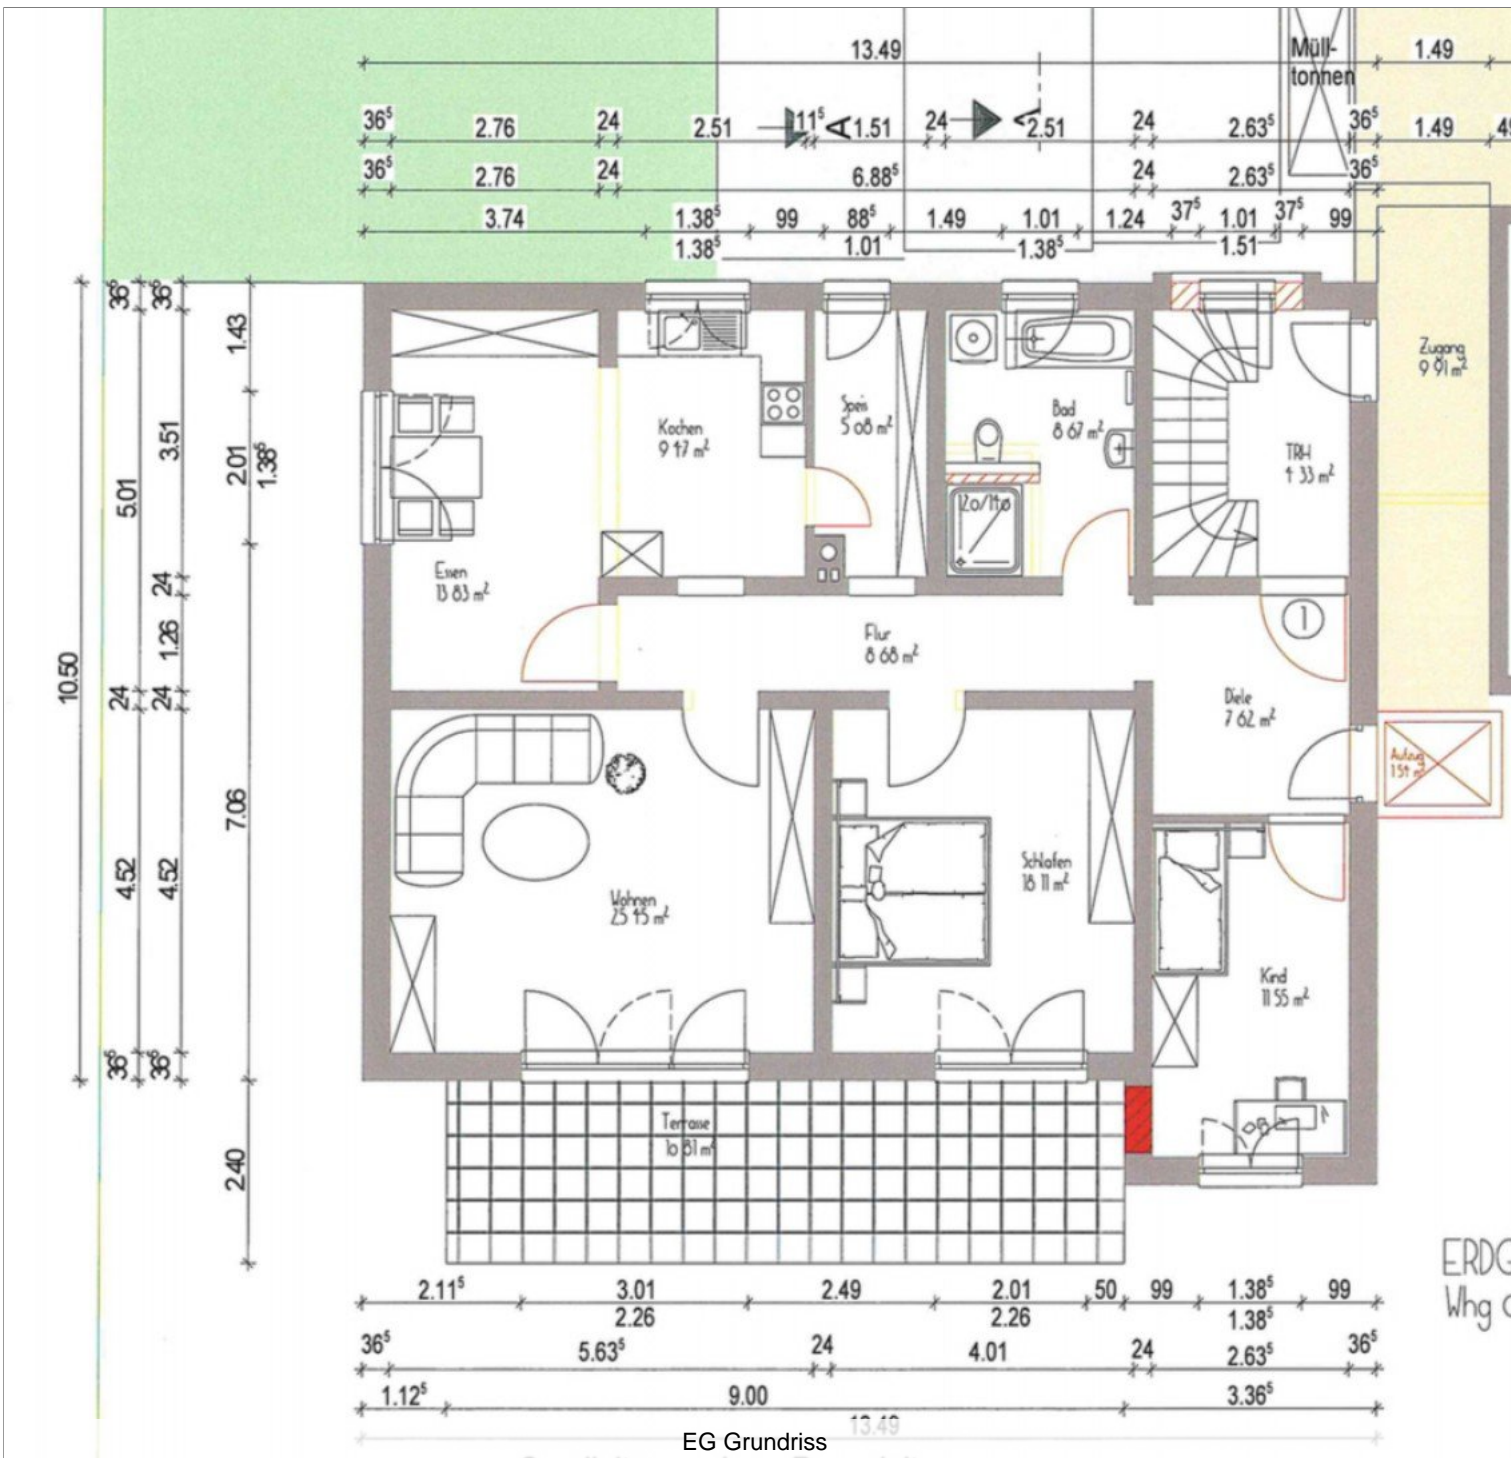 13.49
Müll-
tonnen
1.49
36⁵ 2.76 24 2.51 11⁵ A 1.51 24 A 2.51 24 2.63⁵ 36⁵ 1.49
36⁵ 2.76 24 6.88⁵ 24 2.63⁵ 36⁵
3.74 1.38⁵ 99 88⁵ 1.49 1.01 1.24 37⁵ 1.01 37⁵ 99
1.38⁵ 1.01 1.38⁵ 1.51
36⁵
36⁵
1.43
3.51
2.01
1.38⁵
5.01
24
1.26
24
24
10.50
7.06
4.52
4.52
36⁵
36⁵
2.40
Zugang
9 91 m²
Kochen
9 47 m²
Speis
5 08 m²
Bad
8 67 m²
TRH
Essen
13 83 m²
Flur
8 68 m²
1
Diele
7 62 m²
Aufzug
Wohnen
25 45 m²
Schlafen
18 11 m²
Kind
11 55 m²
Terrasse
ERDG
Whg
2.11⁵ 3.01 2.49 2.01 50 99 1.38⁵ 99
2.26 2.26 1.38⁵
36⁵ 5.63⁵ 24 4.01 24 2.63⁵ 36⁵
1.12⁵ 9.00 3.36⁵
13.49
EG Grundriss